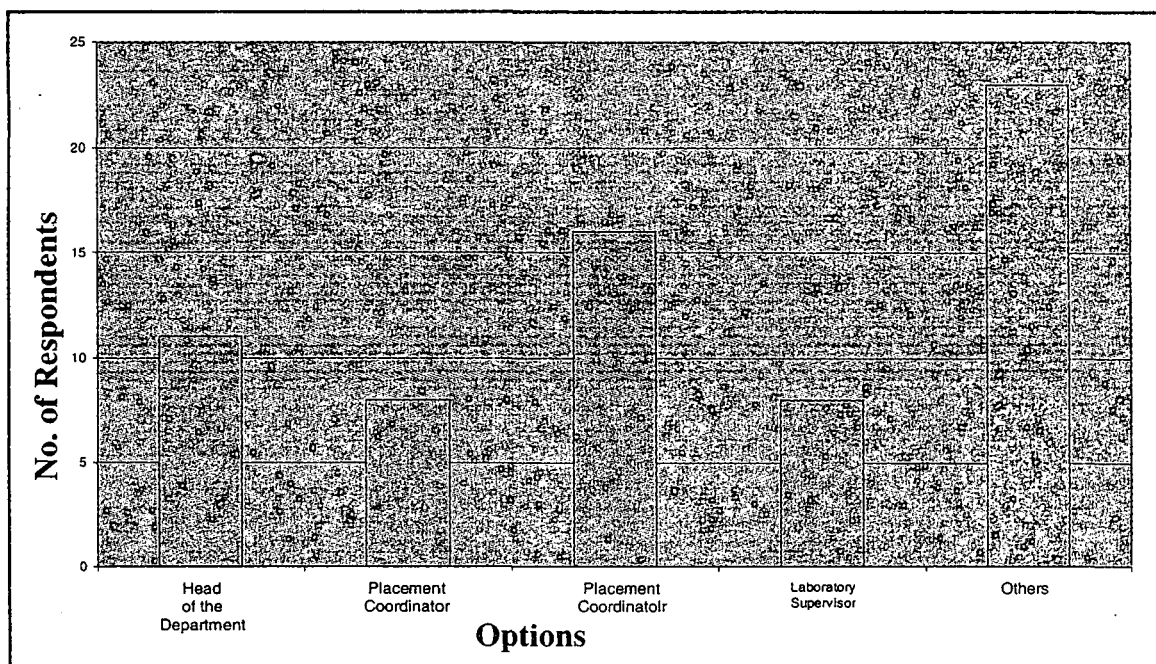 No. of Respondents
25
20
15
10
5
0
Head
of the
Department
Placement
Coordinator
Placement
Coordinatolr
Laboratory
Supervisor
Others
Options